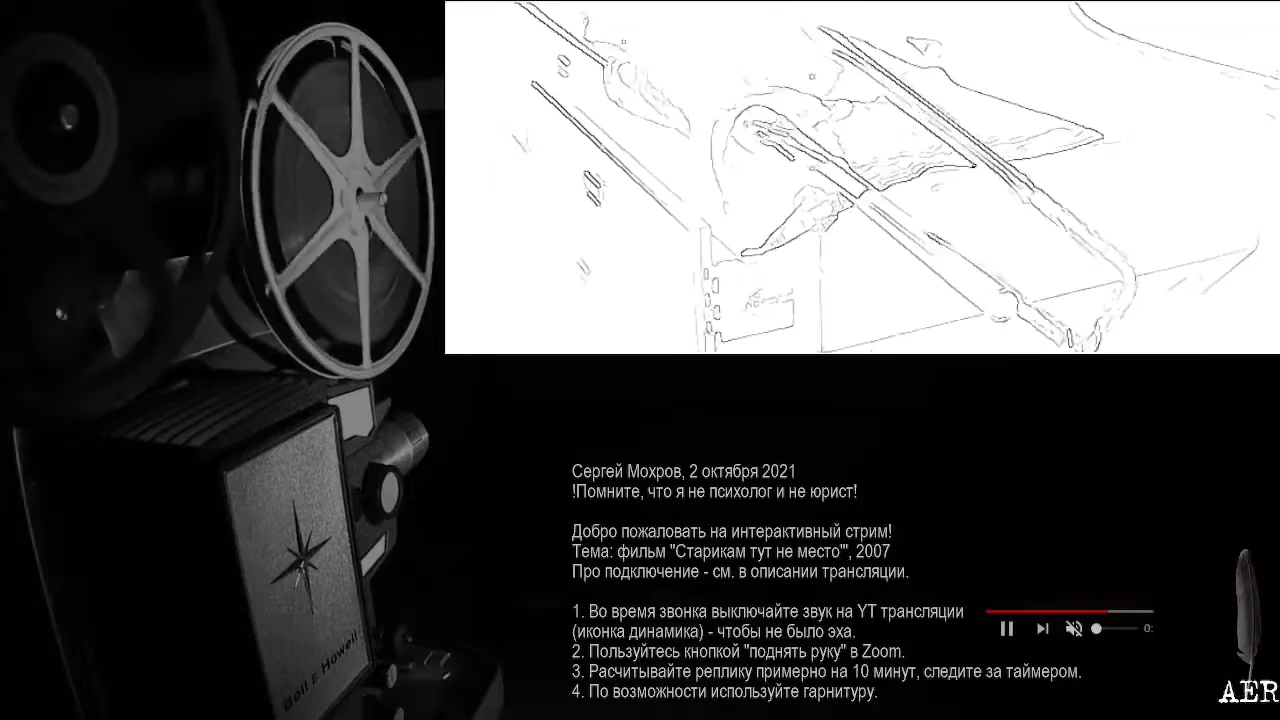 Сергей Мохров, 2 октября 2021
!Помните, что я не психолог и не юрист!
Добро пожаловать на интерактивный стрим!
Тема: фильм "Старикам тут не место'", 2007
Про подключение - см. в описании трансляции.
1. Во время звонка выключайте звук на YT трансляции
(иконка динамика) - чтобы не было эха.
0:
2. Пользуйтесь кнопкой "поднять руку" в Zoom.
3. Расчитывайте реплику примерно на 10 минут, следите за таймером.
4. По возможности используйте гарнитуру.
Bell & Howell
AER